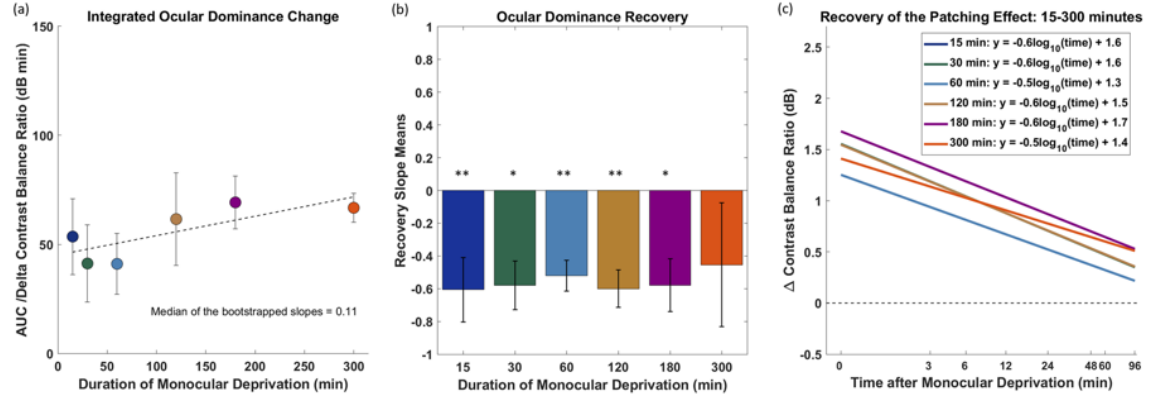 (a)
Integrated Ocular Dominance Change
AUC /Delta Contrast Balance Ratio (dB min)
150
100
50
0
Median of the bootstrapped slopes = 0.11
0 50 100 150 200 250 300
Duration of Monocular Deprivation (min)
(b)
Ocular Dominance Recovery
Recovery Slope Means
1
0.8
0.6
0.4
0.2
0
-0.2
-0.4
-0.6
-0.8
-1
** * ** ** *
15 30 60 120 180 300
Duration of Monocular Deprivation (min)
(c)
Recovery of the Patching Effect: 15-300 minutes
Δ Contrast Balance Ratio (dB)
2.5
2
1.5
1
0.5
0
-0.5
15 min: y = -0.6log10(time) + 1.6
30 min: y = -0.6log10(time) + 1.6
60 min: y = -0.5log10(time) + 1.3
120 min: y = -0.6log10(time) + 1.5
180 min: y = -0.6log10(time) + 1.7
300 min: y = -0.5log10(time) + 1.4
0 3 6 12 24 48 60 96
Time after Monocular Deprivation (min)